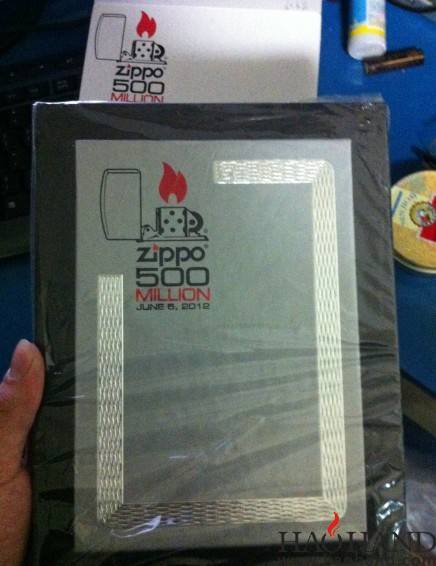 zippo
500
MILLION
zippo®
500
MILLION
JUNE 5, 2012
HAOHAND